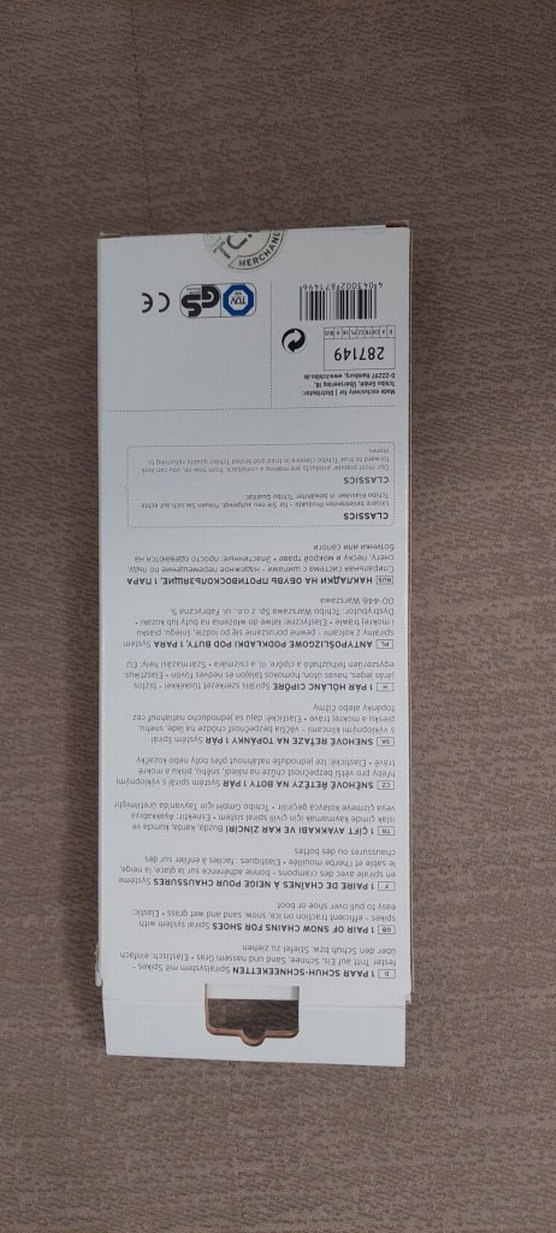 D 1 PAAR SCHUH-SCHNEEKETTEN Spiralsystem mit Spikes -
fester Tritt auf Eis, Schnee, Sand und nassem Gras • Elastisch: einfach
über den Schuh bzw. Stiefel zu ziehen
GB 1 PAIR OF SNOW CHAINS FOR SHOES Spiral system with
spikes - efficient traction on ice, snow, sand and wet grass • Elastic:
easy to pull over shoe or boot
F 1 PAIRE DE CHAÎNES À NEIGE POUR CHAUSSURES Système
en spirale avec des crampons - bonne adhérence sur la glace, la neige,
le sable et l'herbe mouillée • Élastiques : faciles à enfiler sur des
chaussures ou des bottes
TR 1 ÇİFT AYAKKABI VE KAR ZİNCİRİ Buzda, karda, kumda ve
ıslak çimde kaymamak için çivili spiral sistem • Esnektir: Ayakkabıya
veya çizmeye kolayca geçirilir • Tchibo GmbH için Tayvan'da üretilmiştir
CZ SNĚHOVÉ ŘETĚZY NA BOTY NA 1 PÁR Systém spirál s výklopnými
hřeby pro větší bezpečnost chůze na náledí, sněhu, písku a mokré
trávě • Elastické: lze jednoduše natáhnout přes boty nebo kozačky
SK SNEHOVÉ REŤAZE NA TOPÁNKY 1 PÁR Systém špirál
s výklopnými klincami - väčšia bezpečnosť chôdze na ľade, snehu,
piesku a mokrej tráve • Elastické: dajú sa jednoducho natiahnuť cez
topánky alebo čižmy
H 1 PÁR HÓLÁNC CIPŐRE Spirális szerkezet tüskékkel - biztos
járás jeges, havas úton, homokos talajon és nedves füvön • Elasztikus:
egyszerűen felhúzható a cipőre, ill. a csizmára • Származási hely: EU
PL ANTYPOŚLIZGOWE PODKŁADKI POD BUTY, 1 PARA System
spiralny z kolcami - pewne poruszanie się po lodzie, śniegu, piasku
i mokrej trawie • Elastyczne: łatwe do włożenia na buty lub kozaki •
Dystrybutor: Tchibo Warszawa Sp. z o.o., ul. Fabryczna 5,
00-446 Warszawa
RUS НАКЛАДКИ НА ОБУВЬ ПРОТИВОСКОЛЬЗЯЩИЕ, 1 ПАРА
Спиральная система с шипами - надежное перемещение по льду,
снегу, песку и мокрой траве • Эластичные: просто одеваются на
ботинки или сапоги
CLASSICS
Unsere beliebtesten Produkte - für Sie neu aufgelegt. Freuen Sie sich auf echte
Tchibo Klassiker in bewährter Tchibo Qualität.
CLASSICS
Our most popular products are making a comeback. From now on, you can look
forward to true Tchibo classics in tried-and-tested Tchibo quality returning to
stores.
Made exclusively for | Distributor:
Tchibo GmbH, Überseering 18,
D-22297 Hamburg, www.tchibo.de
287149
D A CH TR CZ PL SK H RUS
4043002871496
TÜV
GS
CE
MERCHAN